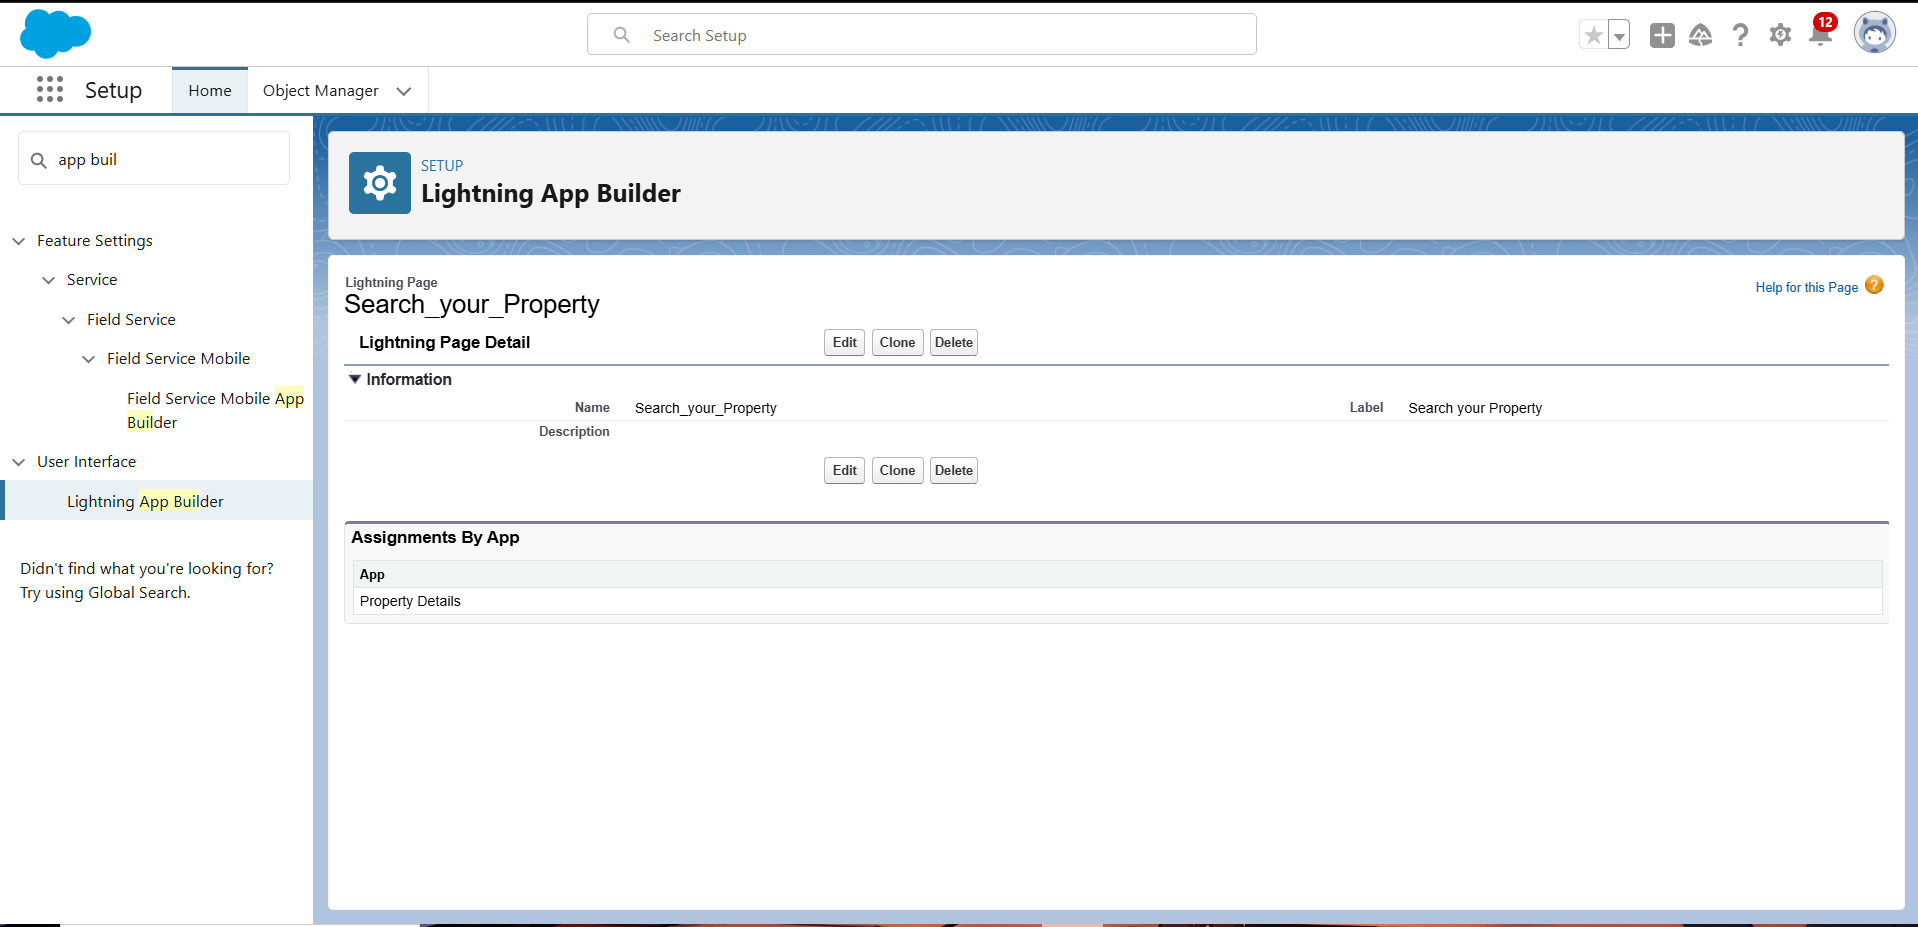 Search Setup
12
Setup
Home
Object Manager
app buil
Feature Settings
Service
Field Service
Field Service Mobile
Field Service Mobile App
Builder
User Interface
Lightning App Builder
Didn't find what you're looking for?
Try using Global Search.
SETUP
Lightning App Builder
Lightning Page
Search_your_Property
Help for this Page ?
Lightning Page Detail
Edit Clone Delete
Information
Name Search_your_Property Label Search your Property
Description
Edit Clone Delete
Assignments By App
App
Property Details